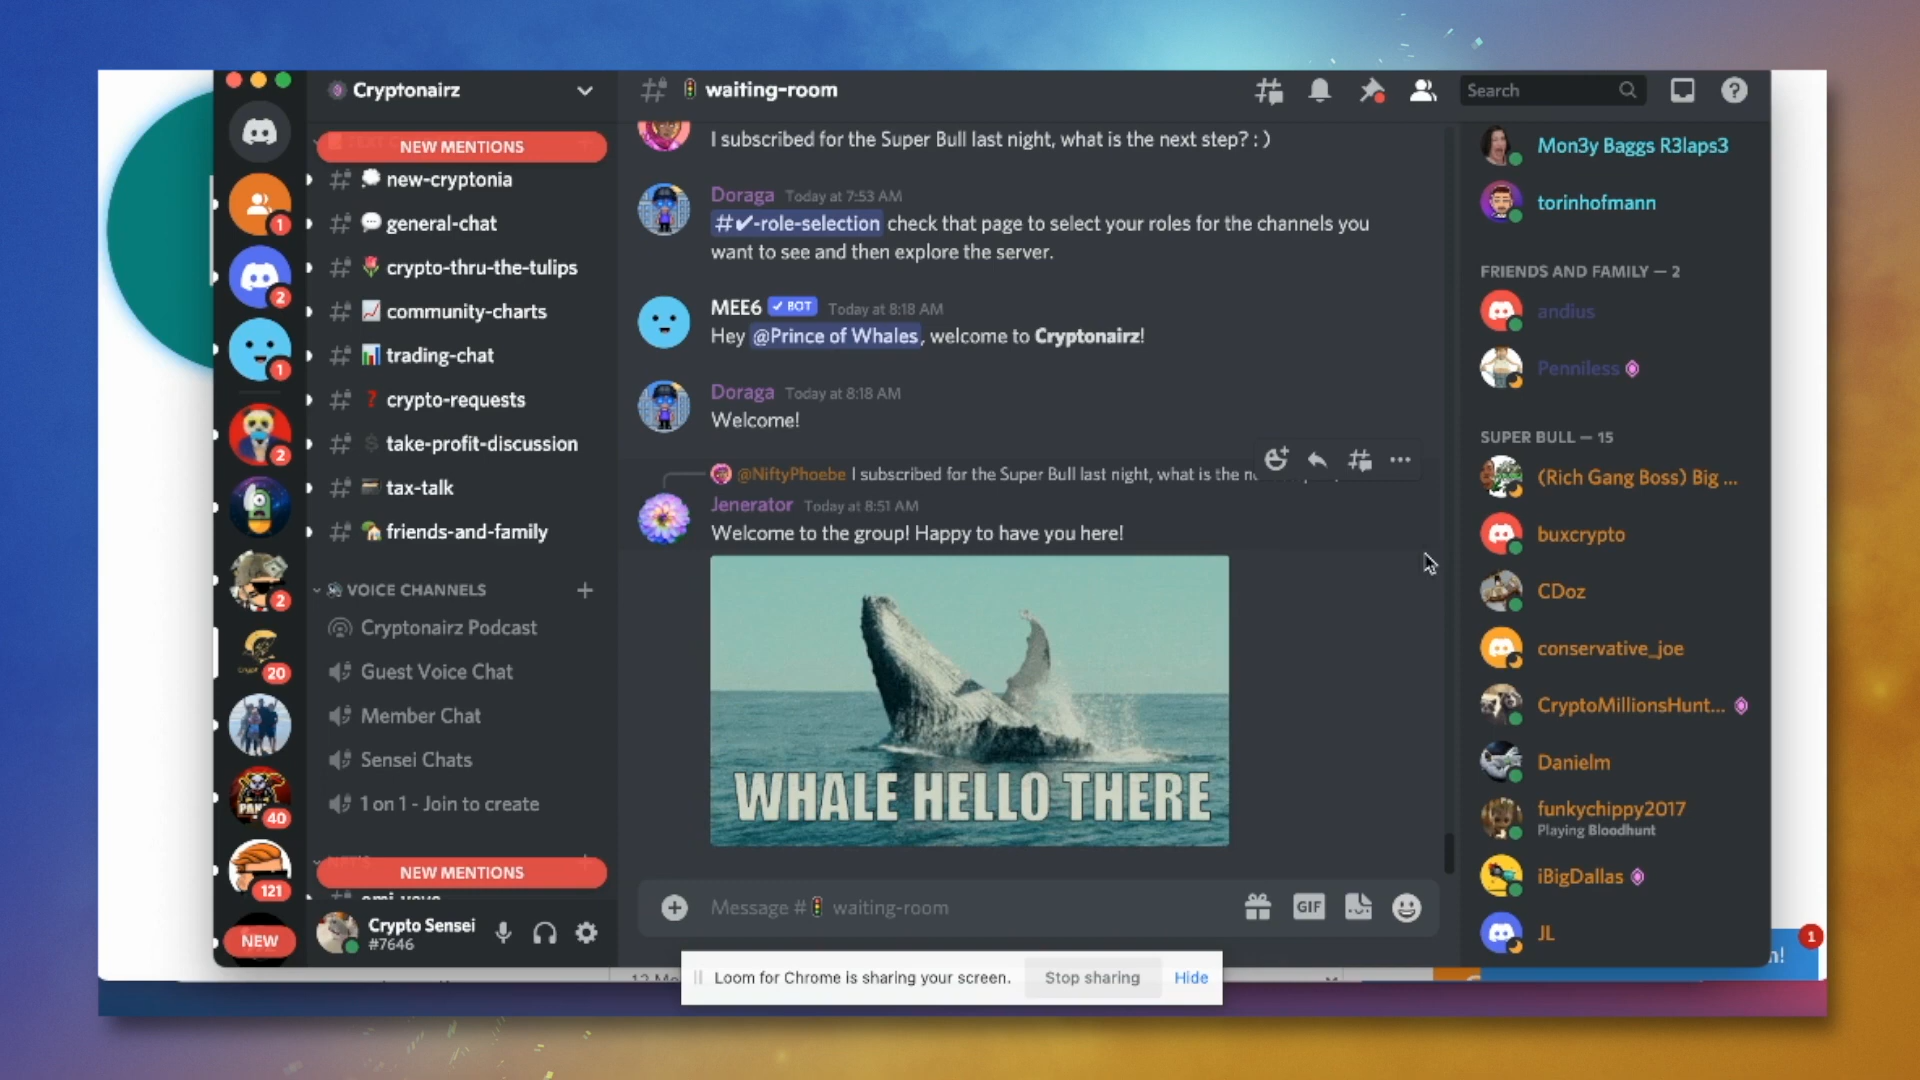 Cryptonairz
waiting-room
Search
NEW MENTIONS
new-cryptonia
general-chat
crypto-thru-the-tulips
community-charts
trading-chat
crypto-requests
take-profit-discussion
tax-talk
friends-and-family
VOICE CHANNELS
Cryptonairz Podcast
Guest Voice Chat
Member Chat
Sensei Chats
1 on 1 - Join to create
NEW MENTIONS
Crypto Sensei
#7646
1
2
1
2
2
20
40
121
NEW
I subscribed for the Super Bull last night, what is the next step? : )
Doraga Today at 7:53 AM
#✔-role-selection check that page to select your roles for the channels you
want to see and then explore the server.
MEE6 ✓ BOT Today at 8:18 AM
Hey @Prince of Whales, welcome to Cryptonairz!
Doraga Today at 8:18 AM
Welcome!
@NiftyPhoebe I subscribed for the Super Bull last night, what is the
Jenerator Today at 8:51 AM
Welcome to the group! Happy to have you here!
WHALE HELLO THERE
Message # waiting-room
GIF
Mon3y Baggs R3laps3
torinhofmann
FRIENDS AND FAMILY — 2
andius
Penniless
SUPER BULL — 15
(Rich Gang Boss) Big ...
buxcrypto
CDoz
conservative_joe
CryptoMillionsHunt...
Danielm
funkychippy2017
Playing Bloodhunt
iBigDallas
JL
1
Loom for Chrome is sharing your screen. Stop sharing Hide